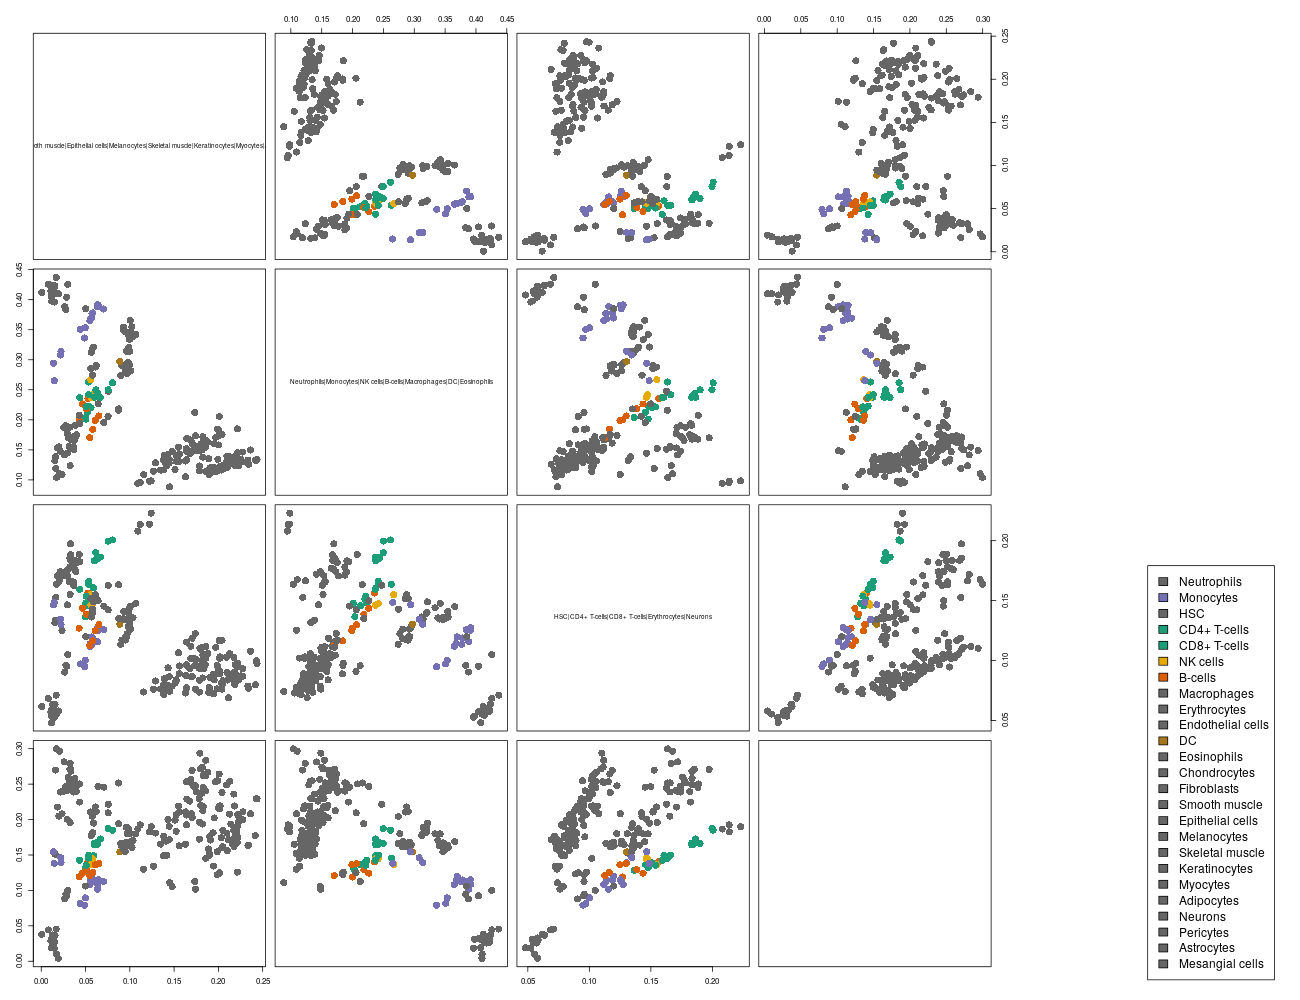 0.10 0.15 0.20 0.25 0.30 0.35 0.40 0.45
0.00 0.05 0.10 0.15 0.20 0.25 0.30
oth muscle|Epithelial cells|Melanocytes|Skeletal muscle|Keratinocytes|Myocytes|
0.25
0.20
0.15
0.10
0.05
0.00
0.45
0.40
0.35
0.30
0.25
0.20
0.15
0.10
Neutrophils|Monocytes|NK cells|B-cells|Macrophages|DC|Eosinophils
HSC|CD4+ T-cells|CD8+ T-cells|Erythrocytes|Neurons
0.20
0.15
0.10
0.05
0.30
0.25
0.20
0.15
0.10
0.05
0.00
0.00 0.05 0.10 0.15 0.20 0.25
0.05 0.10 0.15 0.20
Neutrophils
Monocytes
HSC
CD4+ T-cells
CD8+ T-cells
NK cells
B-cells
Macrophages
Erythrocytes
Endothelial cells
DC
Eosinophils
Chondrocytes
Fibroblasts
Smooth muscle
Epithelial cells
Melanocytes
Skeletal muscle
Keratinocytes
Myocytes
Adipocytes
Neurons
Pericytes
Astrocytes
Mesangial cells